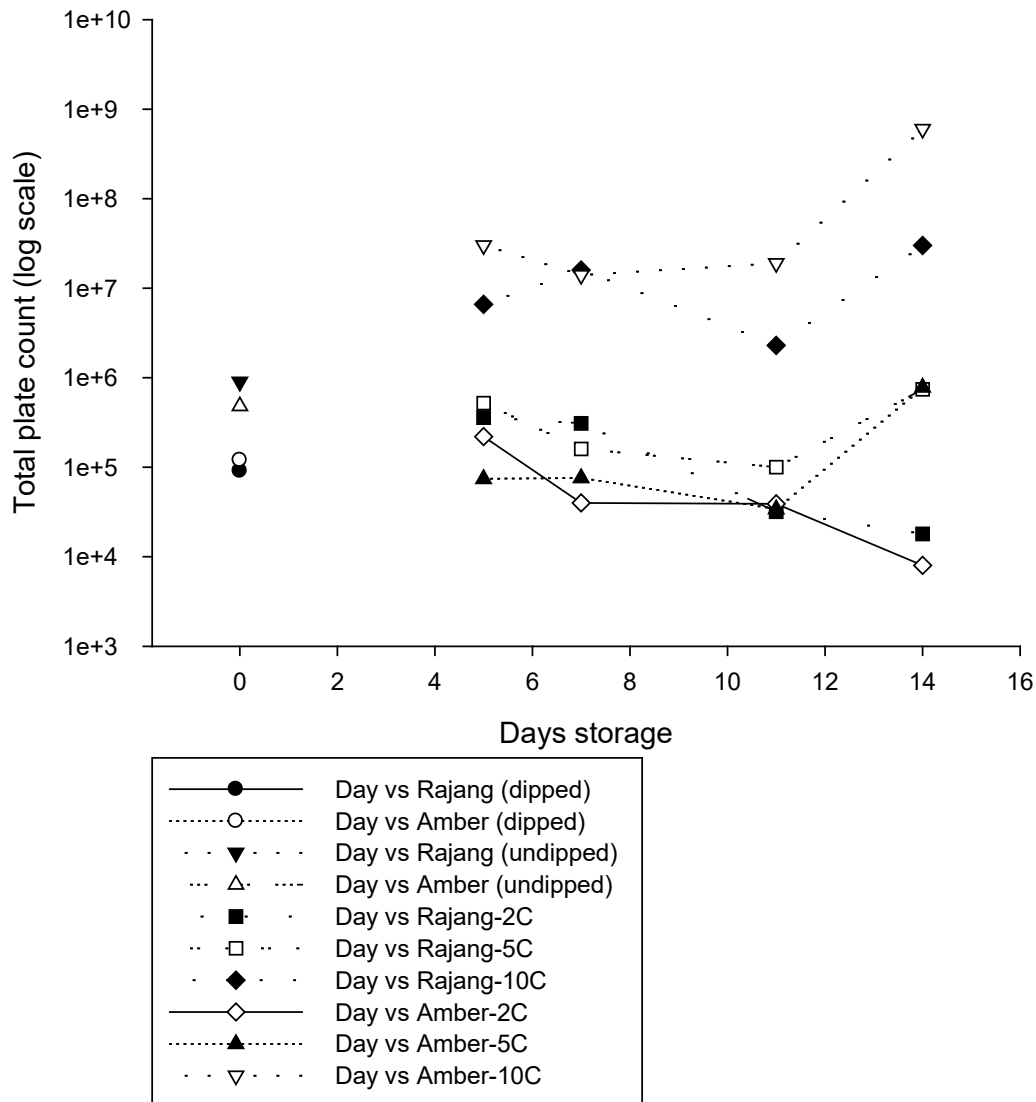 1e+10
1e+9
1e+8
1e+7
1e+6
1e+5
1e+4
1e+3
Total plate count (log scale)
0 2 4 6 8 10 12 14 16
Days storage
Day vs Rajang (dipped)
Day vs Amber (dipped)
Day vs Rajang (undipped)
Day vs Amber (undipped)
Day vs Rajang-2C
Day vs Rajang-5C
Day vs Rajang-10C
Day vs Amber-2C
Day vs Amber-5C
Day vs Amber-10C